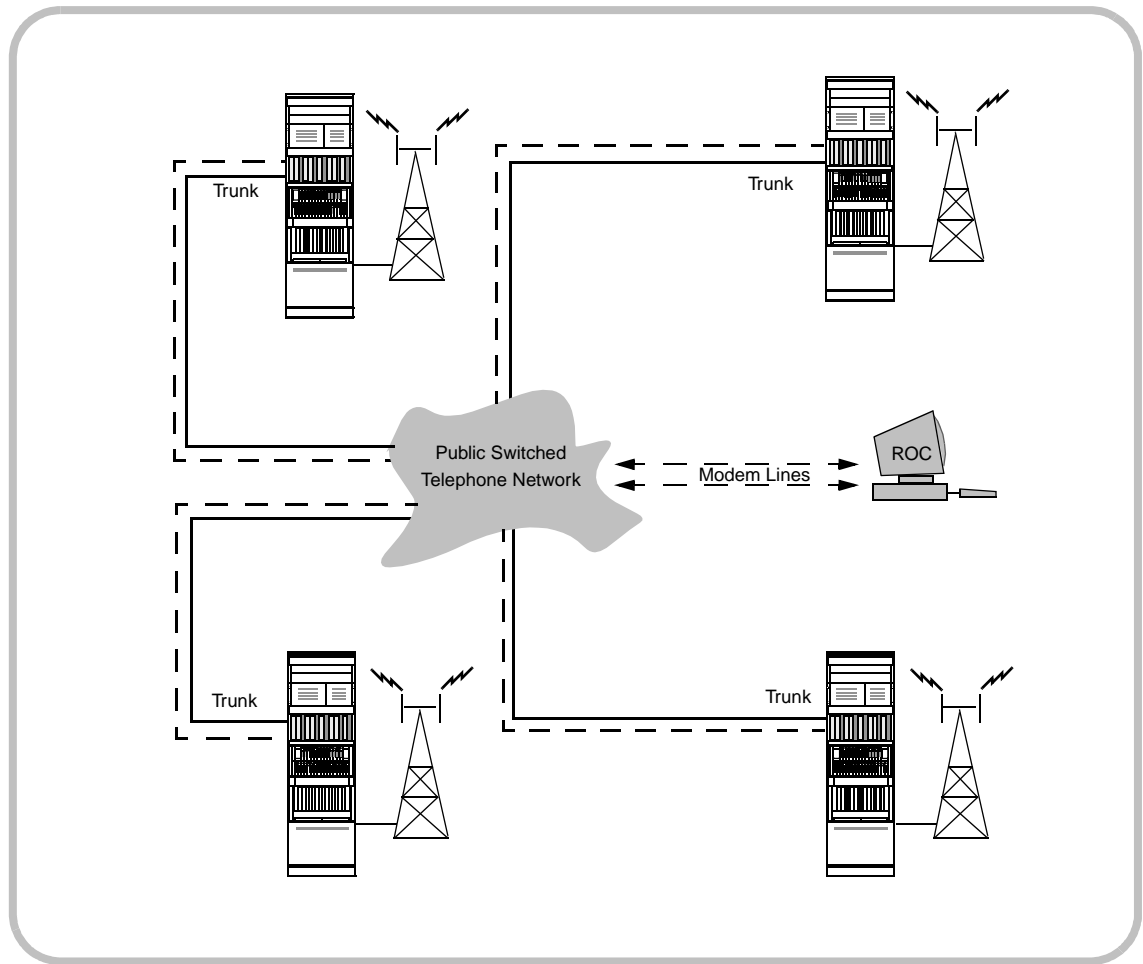 Trunk
Trunk
Public Switched
Telephone Network
Modem Lines
ROC
Trunk
Trunk